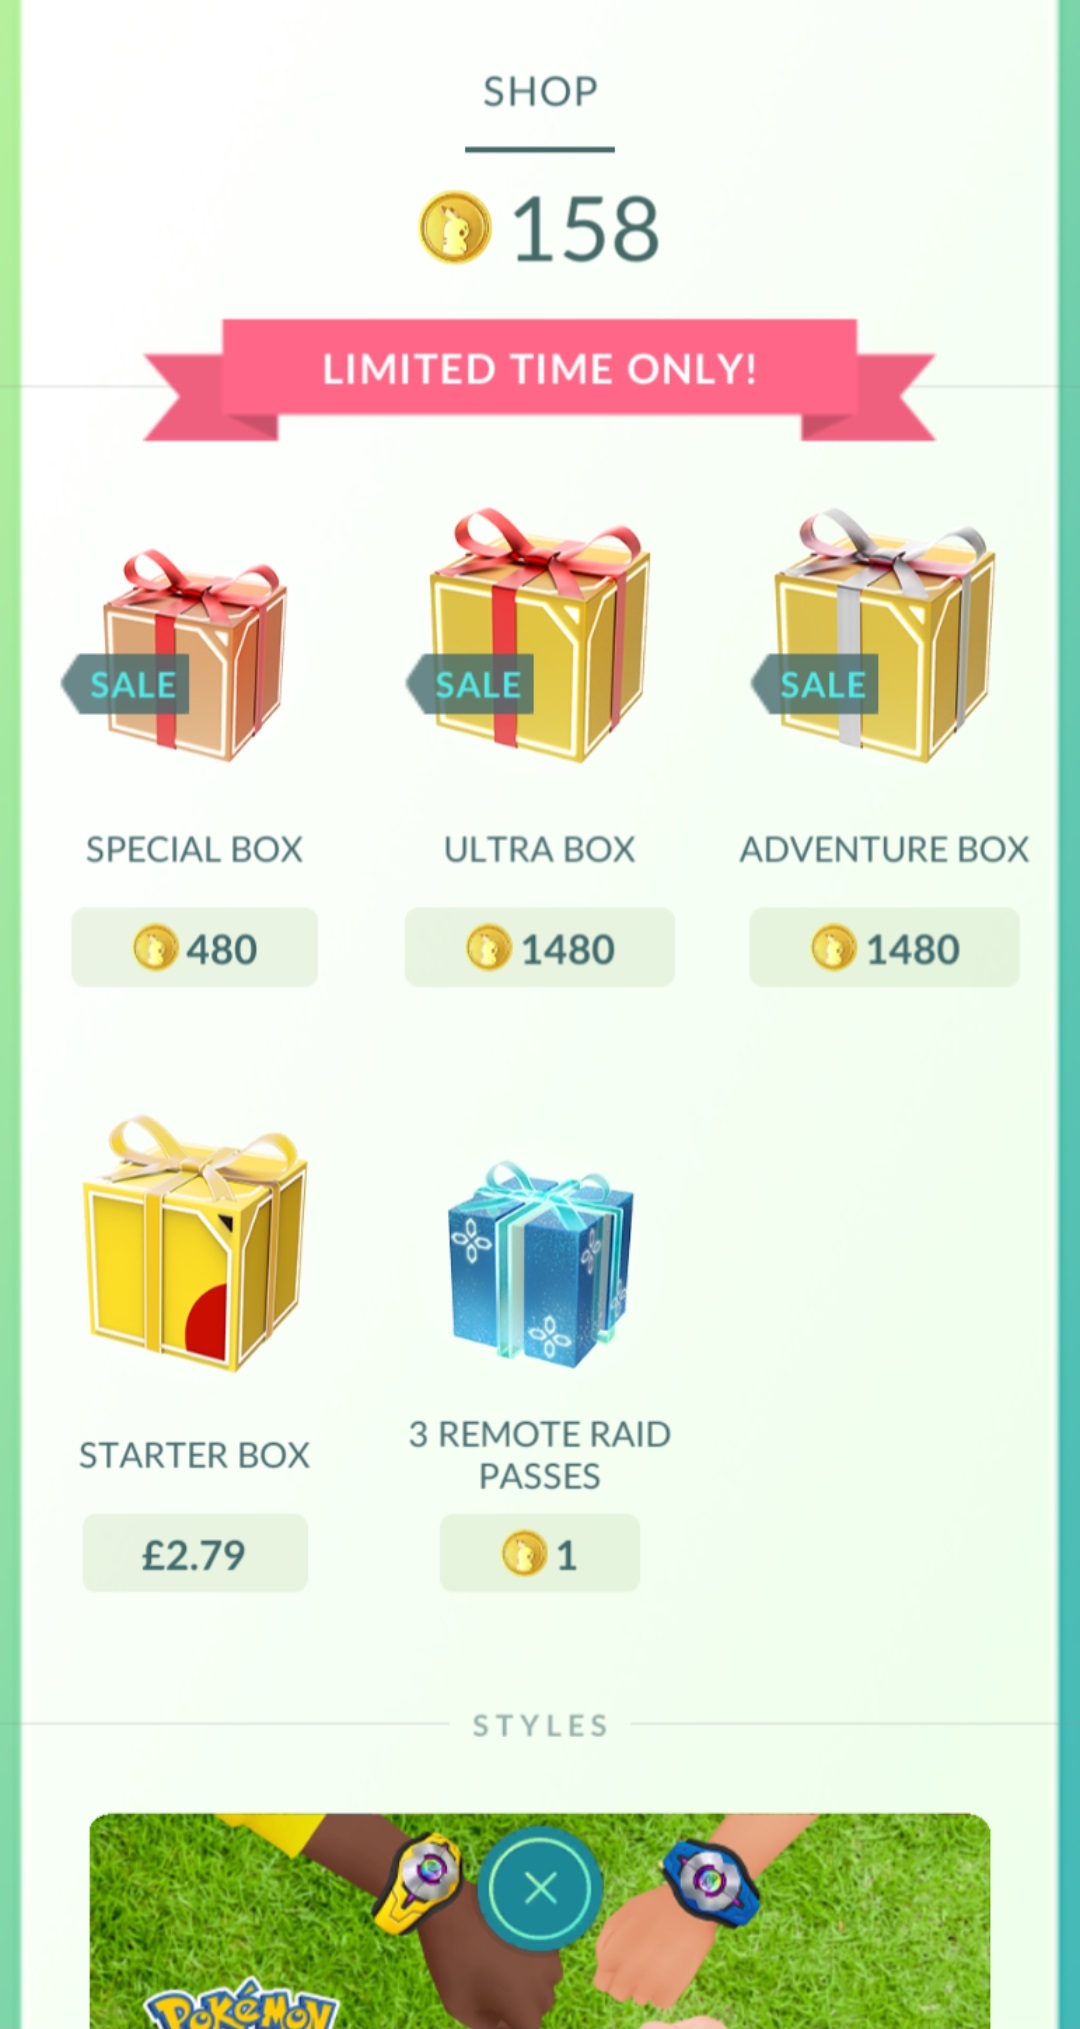 SHOP
158
LIMITED TIME ONLY!
SALE
SALE
SALE
SPECIAL BOX
ULTRA BOX
ADVENTURE BOX
480
1480
1480
STARTER BOX
3 REMOTE RAID
PASSES
£2.79
1
STYLES
POKÉMON